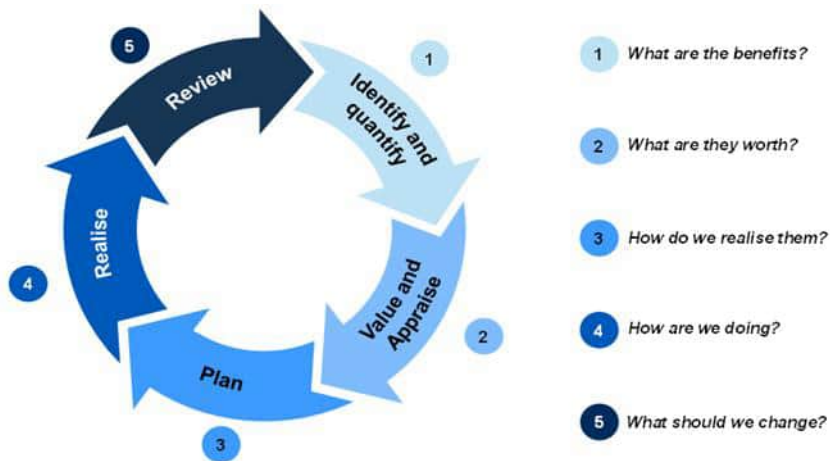 5
Review
1
Identify and
quantify
Realise
4
Value and
Appraise
2
Plan
3
1 What are the benefits?
2 What are they worth?
3 How do we realise them?
4 How are we doing?
5 What should we change?